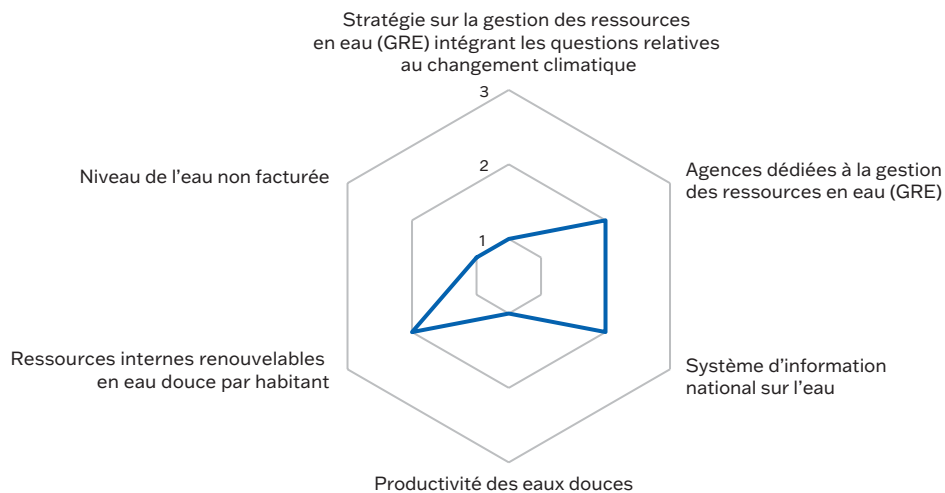 Stratégie sur la gestion des ressources
en eau (GRE) intégrant les questions relatives
au changement climatique
3
2
1
Niveau de l’eau non facturée
Agences dédiées à la gestion
des ressources en eau (GRE)
Ressources internes renouvelables
en eau douce par habitant
Système d’information
national sur l’eau
Productivité des eaux douces